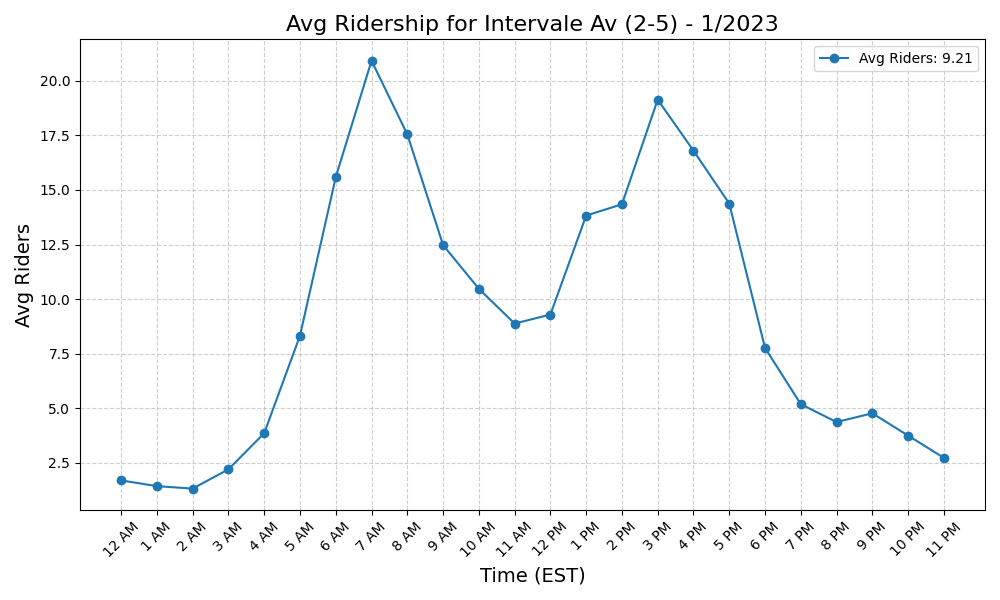 Avg Ridership for Intervale Av (2-5) - 1/2023
Avg Riders: 9.21
Avg Riders
20.0
17.5
15.0
12.5
10.0
7.5
5.0
2.5
12 AM
1 AM
2 AM
3 AM
4 AM
5 AM
6 AM
7 AM
8 AM
9 AM
10 AM
11 AM
12 PM
1 PM
2 PM
3 PM
4 PM
5 PM
6 PM
7 PM
8 PM
9 PM
10 PM
11 PM
Time (EST)